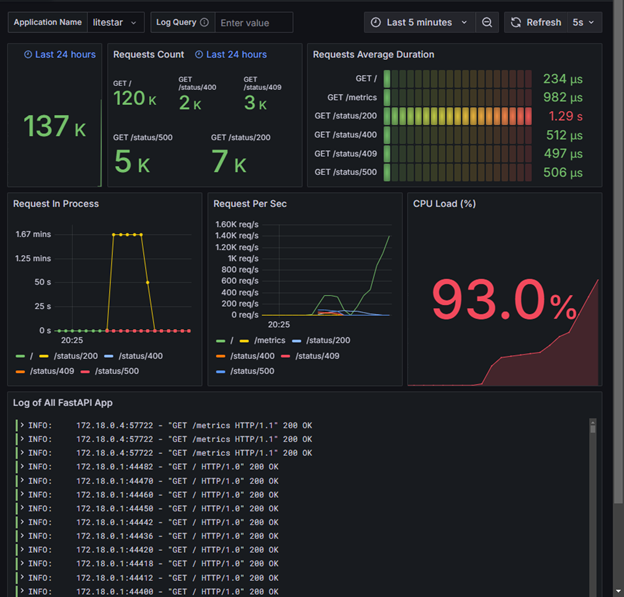 Application Name litestar Log Query Enter value Last 5 minutes Refresh 5s
Last 24 hours
137 K
Requests Count Last 24 hours
GET /
120 K
GET /status/400
2 K
GET /status/409
3 K
GET /status/500
5 K
GET /status/200
7 K
Requests Average Duration
GET / 234 µs
GET /metrics 982 µs
GET /status/200 1.29 s
GET /status/400 512 µs
GET /status/409 497 µs
GET /status/500 506 µs
Request In Process
1.67 mins
1.25 mins
50 s
25 s
0 s
20:25
/ /status/200 /status/400
/status/409 /status/500
Request Per Sec
1.60K req/s
1.40K req/s
1.20K req/s
1K req/s
800 req/s
600 req/s
400 req/s
200 req/s
0 req/s
20:25
/ /metrics /status/200
/status/400 /status/409
/status/500
CPU Load (%)
93.0%
Log of All FastAPI App
INFO: 172.18.0.4:57722 - "GET /metrics HTTP/1.1" 200 OK
INFO: 172.18.0.4:57722 - "GET /metrics HTTP/1.1" 200 OK
INFO: 172.18.0.4:57722 - "GET /metrics HTTP/1.1" 200 OK
INFO: 172.18.0.1:44482 - "GET / HTTP/1.0" 200 OK
INFO: 172.18.0.1:44470 - "GET / HTTP/1.0" 200 OK
INFO: 172.18.0.1:44460 - "GET / HTTP/1.0" 200 OK
INFO: 172.18.0.1:44450 - "GET / HTTP/1.0" 200 OK
INFO: 172.18.0.1:44442 - "GET / HTTP/1.0" 200 OK
INFO: 172.18.0.1:44436 - "GET / HTTP/1.0" 200 OK
INFO: 172.18.0.1:44420 - "GET / HTTP/1.0" 200 OK
INFO: 172.18.0.1:44418 - "GET / HTTP/1.0" 200 OK
INFO: 172.18.0.1:44412 - "GET / HTTP/1.0" 200 OK
INFO: 172.18.0.1:44400 - "GET / HTTP/1.0" 200 OK